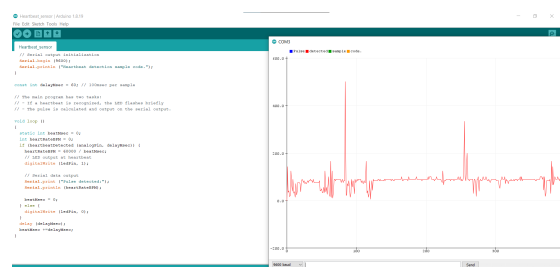 Heartbeat_sensor | Arduino 1.8.19
File Edit Sketch Tools Help
Heartbeat_sensor
// Serial output initialization
Serial.begin (9600);
Serial.println ("Heartbeat detection sample code.");
}
const int delayMsec = 60; // 100msec per sample
// The main program has two tasks:
// - If a heartbeat is recognized, the LED flashes briefly
// - The pulse is calculated and output on the serial output.
void loop ()
{
static int beatMsec = 0;
int heartRateBPM = 0;
if (heartbeatDetected (analogPin, delayMsec)) {
heartRateBPM = 60000 / beatMsec;
// LED output at heartbeat
digitalWrite (ledPin, 1);
// Serial data output
Serial.print ("Pulse detected:");
Serial.println (heartRateBPM);
beatMsec = 0;
} else {
digitalWrite (ledPin, 0);
}
delay (delayMsec);
beatMsec +=delayMsec;
}
COM3
Pulse detected sample code.
400.0
200.0
0.0
-200.0
0
200
300
400
9600 baud
Send